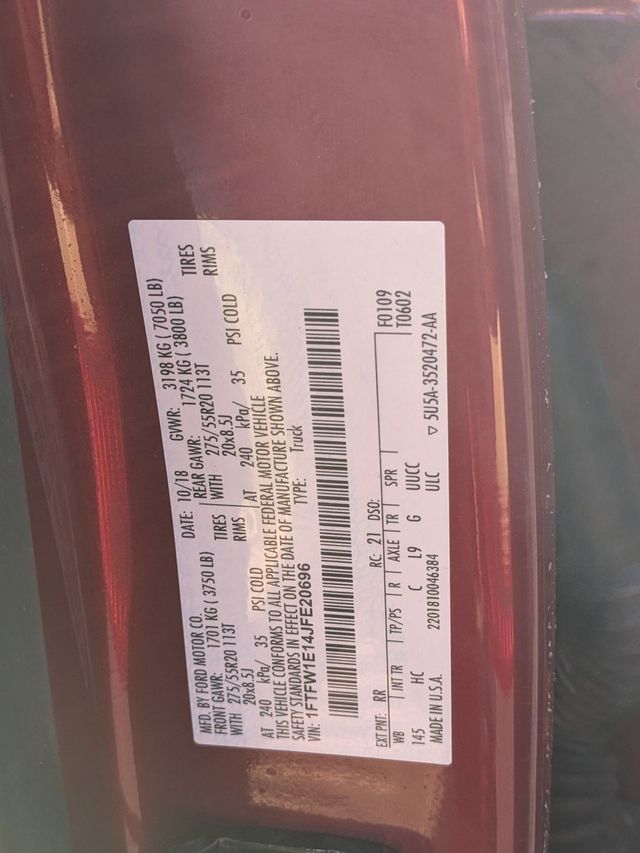 MFD. BY FORD MOTOR CO.
DATE: 10/18 GVWR: 3198 KG ( 7050 LB)
FRONT GAWR: 1701 KG ( 3750 LB) REAR GAWR: 1724 KG ( 3800 LB)
WITH 275/55R20 113T TIRES WITH 275/55R20 113T TIRES
20x8.5J RIMS 20x8.5J RIMS
AT 240 kPa/ 35 PSI COLD AT 240 kPa/ 35 PSI COLD
THIS VEHICLE CONFORMS TO ALL APPLICABLE FEDERAL MOTOR VEHICLE
SAFETY STANDARDS IN EFFECT ON THE DATE OF MANUFACTURE SHOWN ABOVE.
VIN: 1FTFW1E14JFE20696 TYPE: Truck
F0109
T0602
EXT PNT: RR RC: 21 DSO:
WB INT TR TP/PS R AXLE TR SPR
145 HC C L9 G UUCC
MADE IN U.S.A. 2201810046384 ULC ▽ 5U5A-3520472-AA